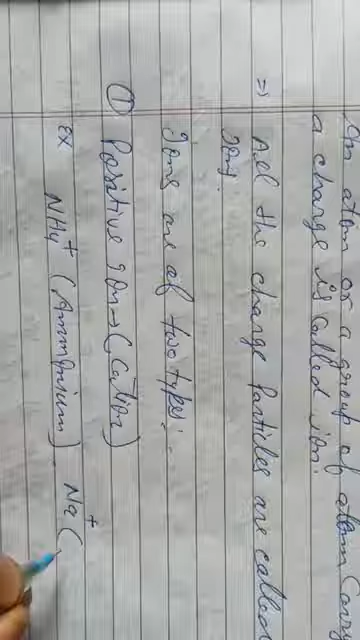 An atom or a group of atom Carry
a charge is called ion.
⇒ All the charge particles are called
Ion.
Ions are of two types:-
① Positive ion → (Cation)
Ex NH4+ (Ammonium) Na+ (